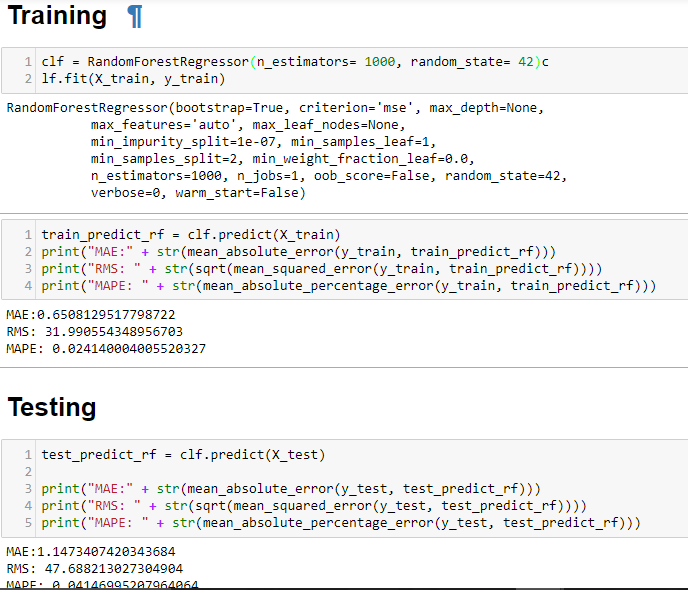 Training ¶
1 clf = RandomForestRegressor(n_estimators= 1000, random_state= 42)c
2 lf.fit(X_train, y_train)
RandomForestRegressor(bootstrap=True, criterion='mse', max_depth=None,
max_features='auto', max_leaf_nodes=None,
min_impurity_split=1e-07, min_samples_leaf=1,
min_samples_split=2, min_weight_fraction_leaf=0.0,
n_estimators=1000, n_jobs=1, oob_score=False, random_state=42,
verbose=0, warm_start=False)
1 train_predict_rf = clf.predict(X_train)
2 print("MAE:" + str(mean_absolute_error(y_train, train_predict_rf)))
3 print("RMS: " + str(sqrt(mean_squared_error(y_train, train_predict_rf))))
4 print("MAPE: " + str(mean_absolute_percentage_error(y_train, train_predict_rf)))
MAE:0.6508129517798722
RMS: 31.990554348956703
MAPE: 0.024140004005520327
Testing
1 test_predict_rf = clf.predict(X_test)
2
3 print("MAE:" + str(mean_absolute_error(y_test, test_predict_rf)))
4 print("RMS: " + str(sqrt(mean_squared_error(y_test, test_predict_rf))))
5 print("MAPE: " + str(mean_absolute_percentage_error(y_test, test_predict_rf)))
MAE:1.1473407420343684
RMS: 47.688213027304904
MAPE: 0.04146995207964064